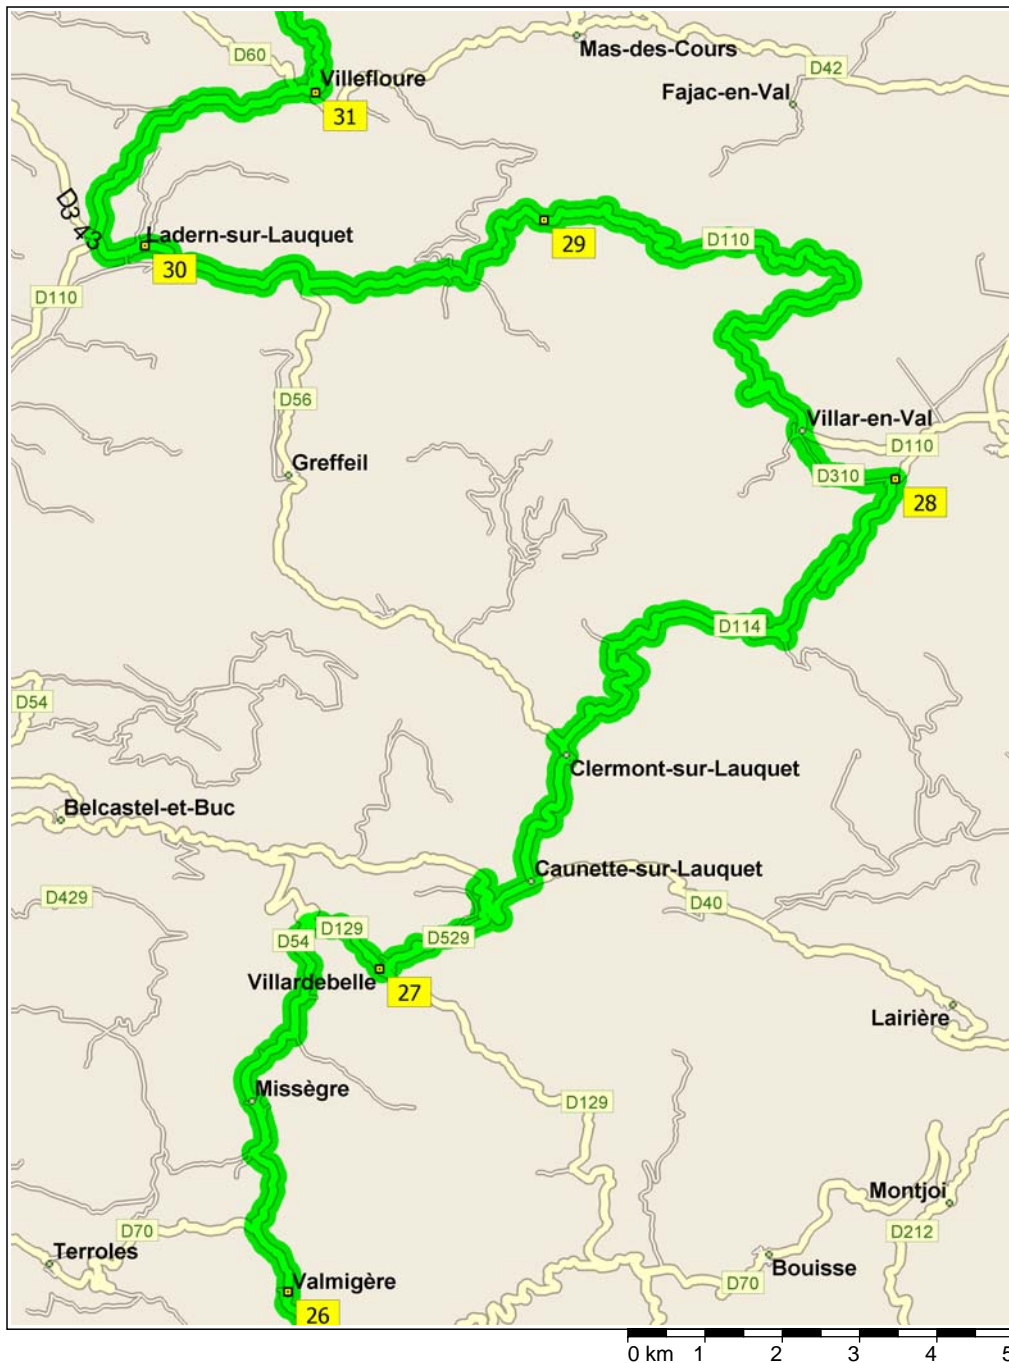 Mas-des-Cours
D60
D42
Villefloure
Fajac-en-Val
31
D3 43
Ladern-sur-Lauquet
D110
29
30
D110
D56
Villar-en-Val
D110
Greffeil
D310
28
D114
D54
Clermont-sur-Lauquet
Belcastel-et-Buc
Caunette-sur-Lauquet
D429
D40
D129
D529
D54
Villardebelle
27
Lairière
Missègre
D129
Montjoi
D70
D212
Terroles
Bouisse
Valmigère
D70
26
0 km 1 2 3 4 5